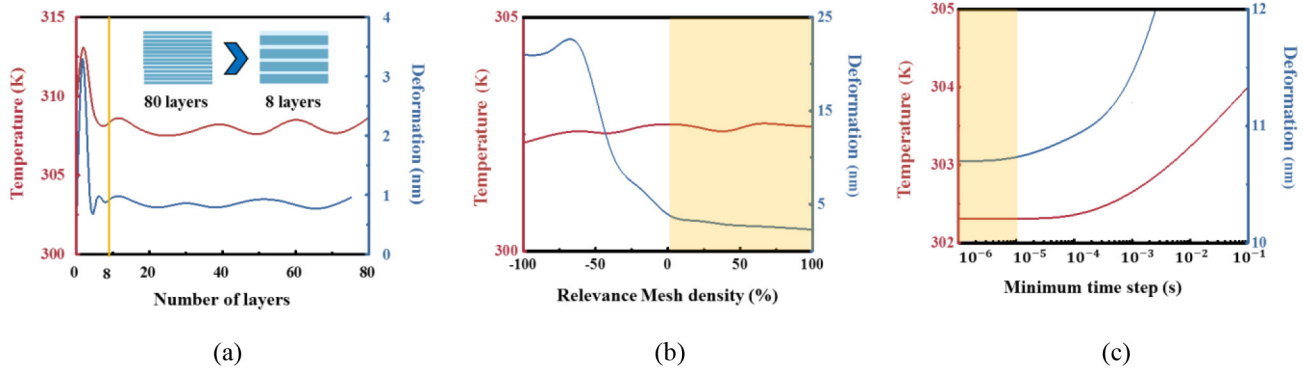 315
310
305
300
Temperature (K)
80 layers
8 layers
4
3
2
1
0
Deformation (nm)
0
8
20
40
60
80
Number of layers
(a)
305
300
Temperature (K)
25
15
5
Deformation (nm)
-100
-50
0
50
100
Relevance Mesh density (%)
(b)
305
304
303
302
Temperature (K)
12
11
10
Deformation (nm)
10⁻⁶
10⁻⁵
10⁻⁴
10⁻³
10⁻²
10⁻¹
Minimum time step (s)
(c)